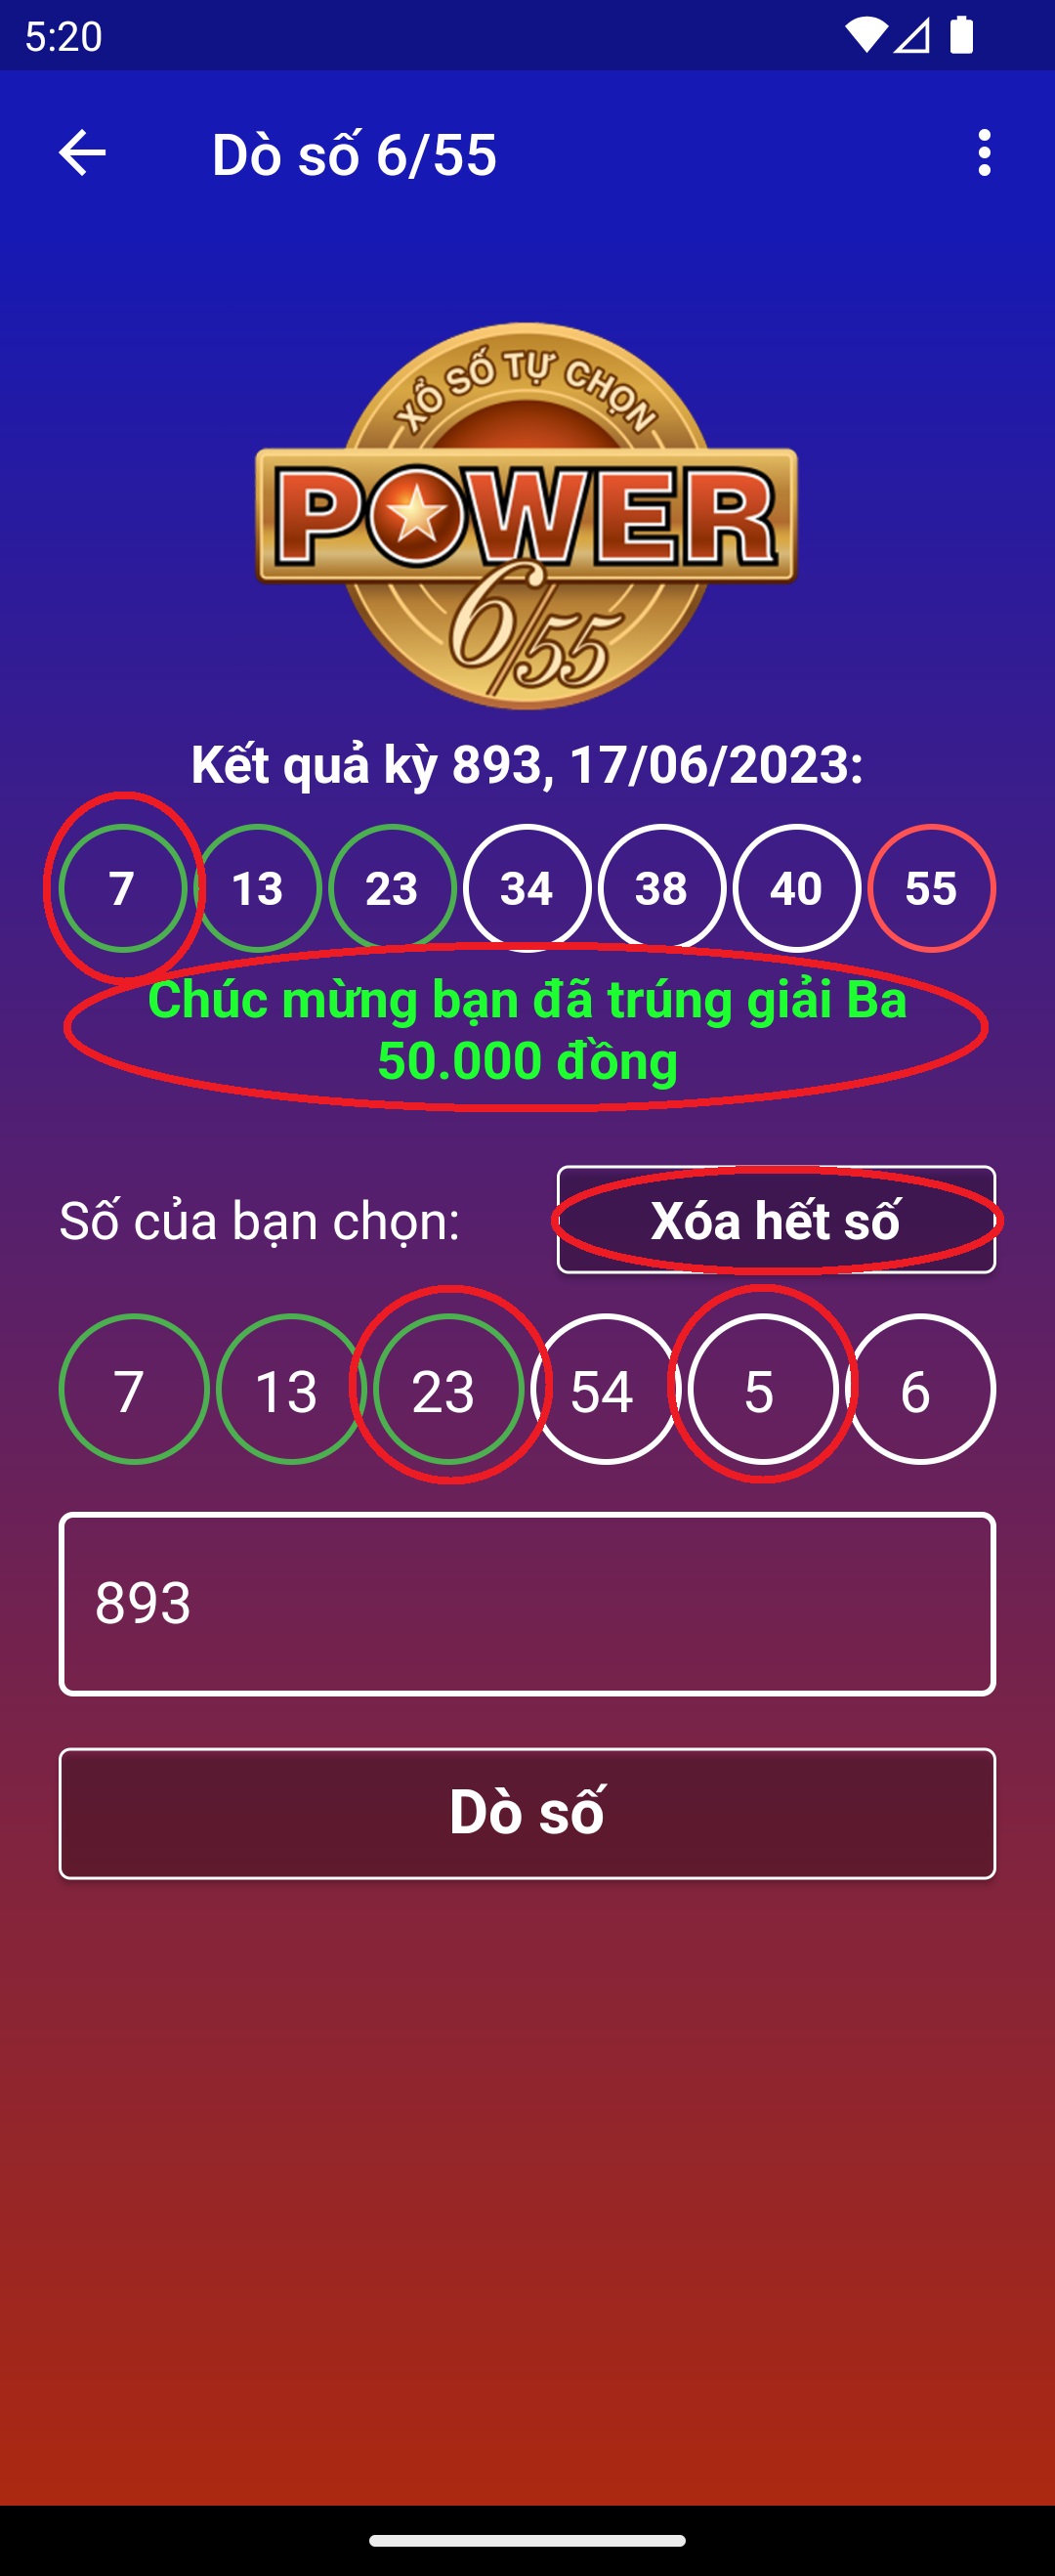 5:20
Dò số 6/55
XỔ SỐ TỰ CHỌN
POWER
6/55
Kết quả kỳ 893, 17/06/2023:
7 13 23 34 38 40 55
Chúc mừng bạn đã trúng giải Ba
50.000 đồng
Số của bạn chọn: Xóa hết số
7 13 23 54 5 6
893
Dò số